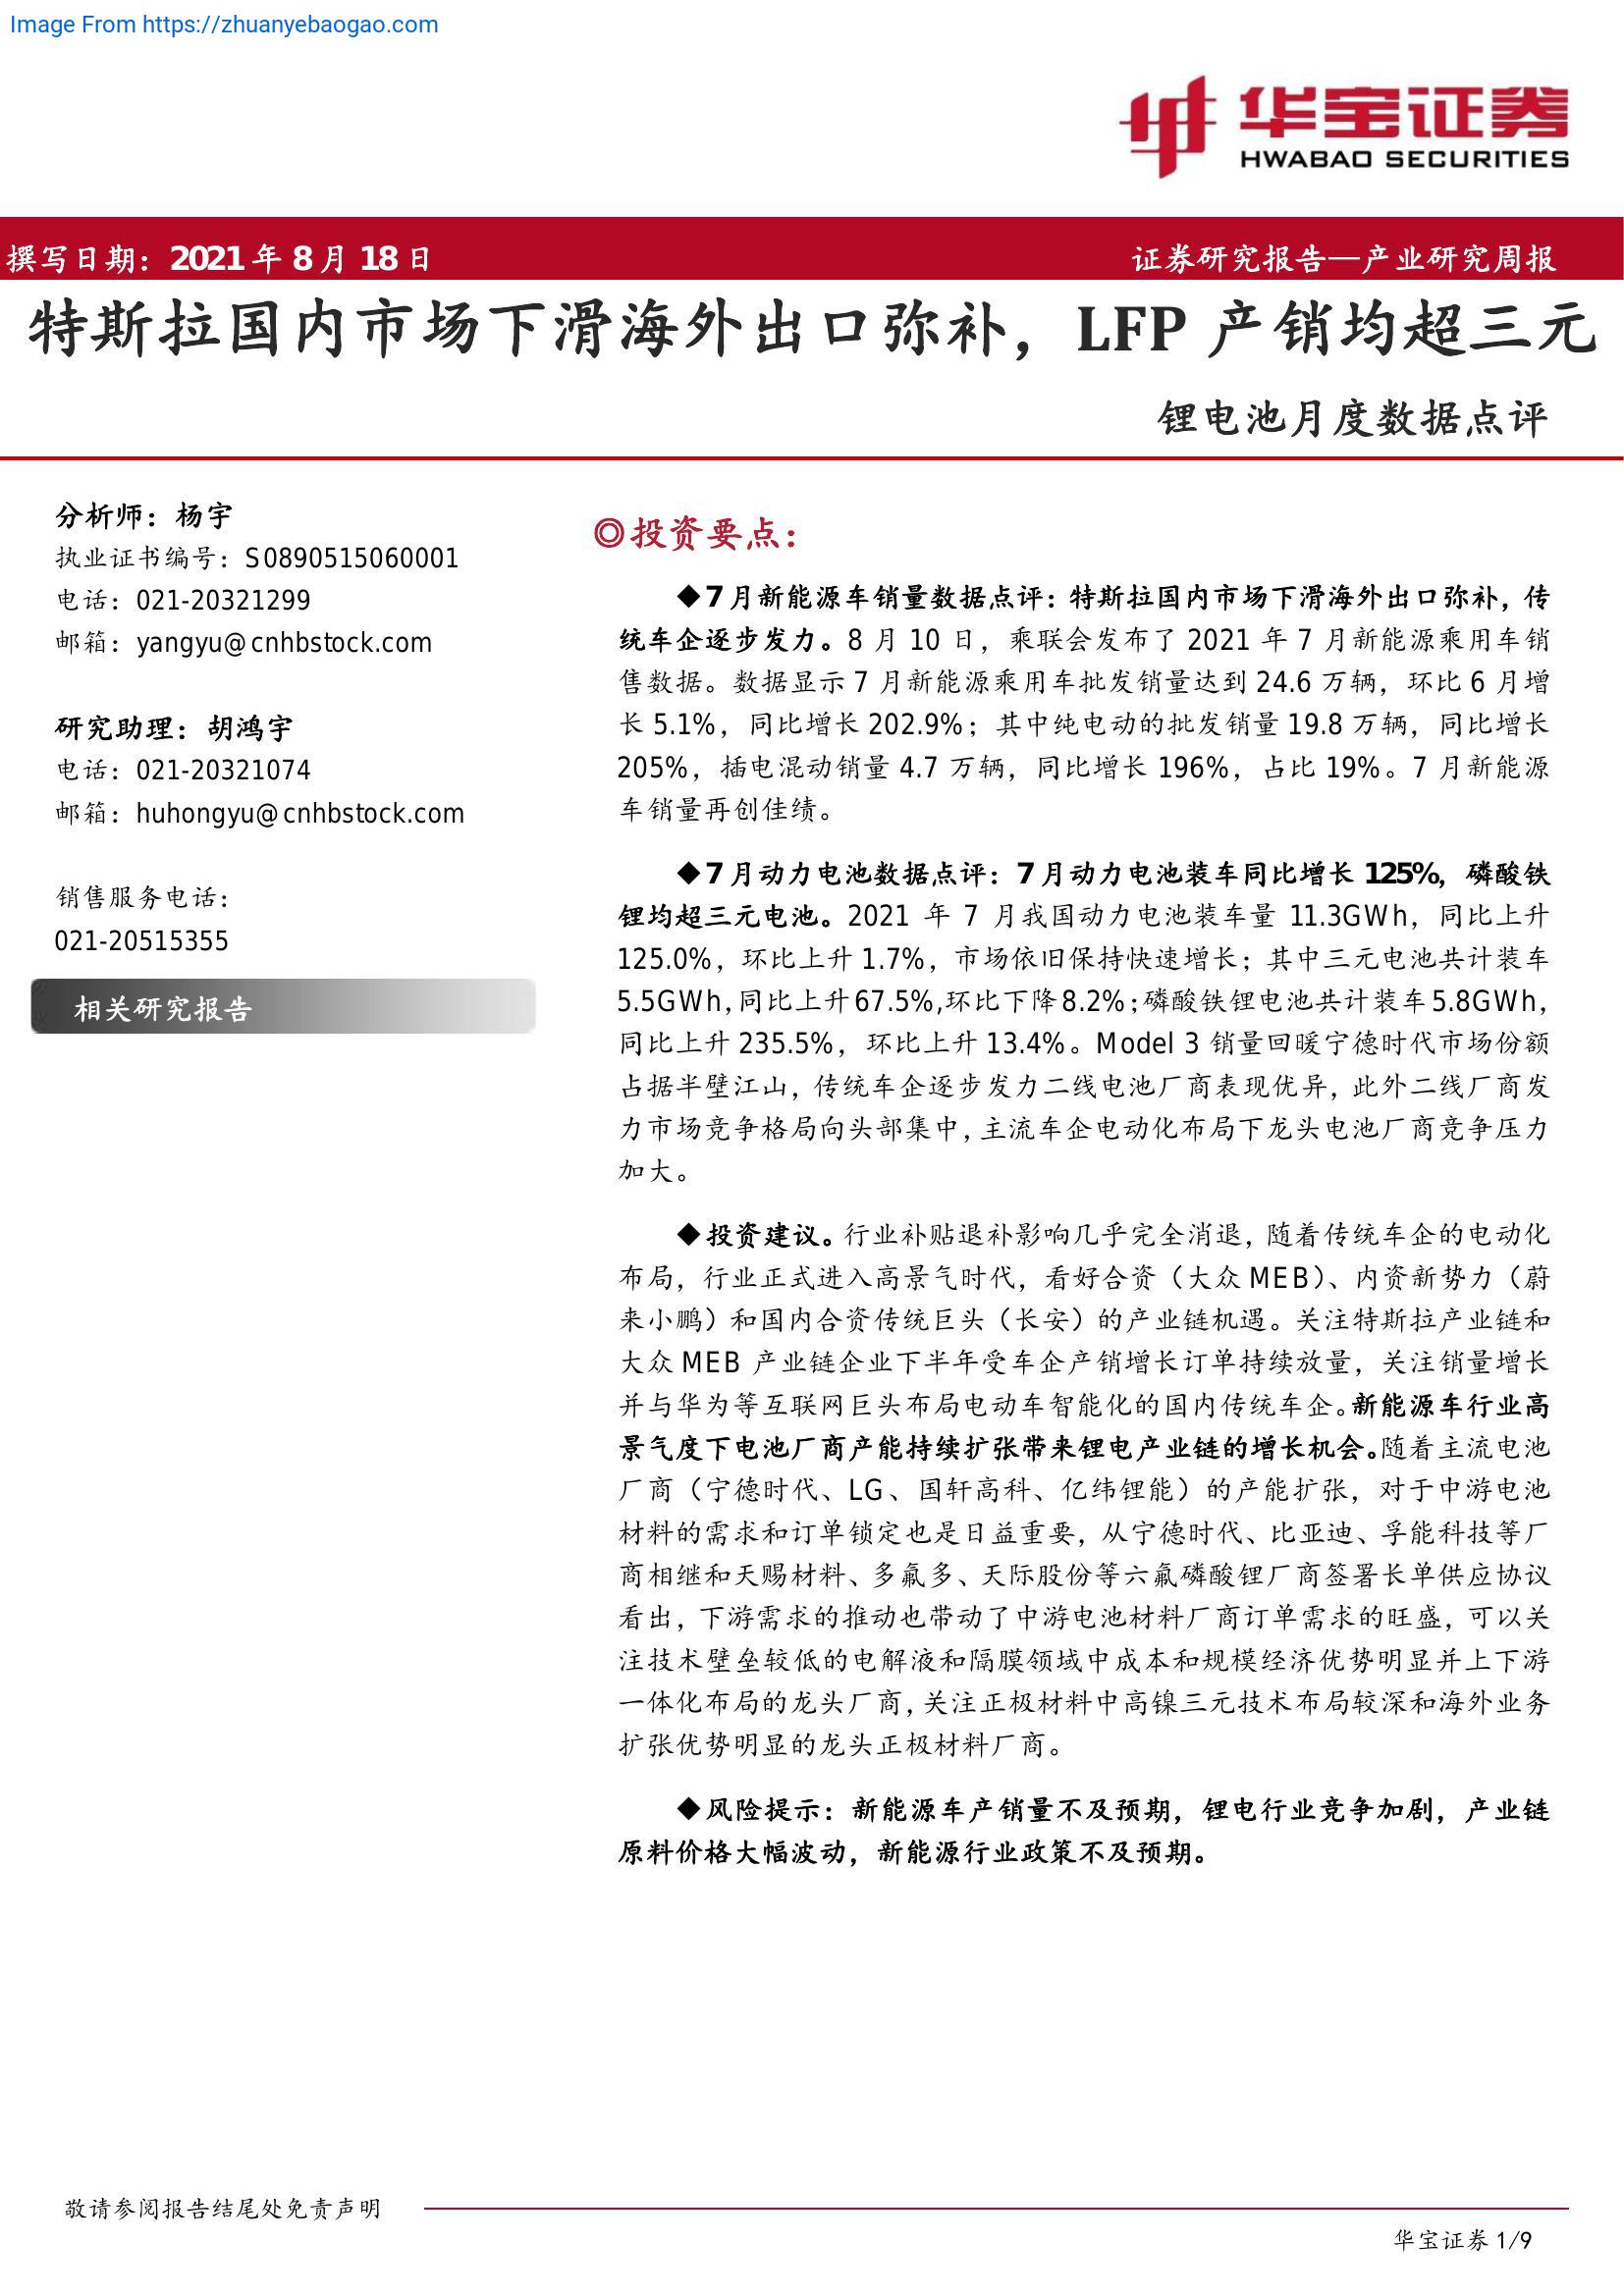 Image From https://zhuanyebaogao.com
华宝证券
HWABAO SECURITIES
撰写日期：2021 年 8 月 18 日
证券研究报告—产业研究周报
特斯拉国内市场下滑海外出口弥补，LFP 产销均超三元
锂电池月度数据点评
分析师：杨宇
执业证书编号：S0890515060001
电话：021-20321299
邮箱：yangyu@cnhbstock.com
研究助理：胡鸿宇
电话：021-20321074
邮箱：huhongyu@cnhbstock.com
销售服务电话：
021-20515355
相关研究报告
◎投资要点：
◆7 月新能源车销量数据点评：特斯拉国内市场下滑海外出口弥补，传
统车企逐步发力。8 月 10 日，乘联会发布了 2021 年 7 月新能源乘用车销
售数据。数据显示 7 月新能源乘用车批发销量达到 24.6 万辆，环比 6 月增
长 5.1%，同比增长 202.9%；其中纯电动的批发销量 19.8 万辆，同比增长
205%，插电混动销量 4.7 万辆，同比增长 196%，占比 19%。7 月新能源
车销量再创佳绩。
◆7 月动力电池数据点评：7 月动力电池装车同比增长 125%，磷酸铁
锂均超三元电池。2021 年 7 月我国动力电池装车量 11.3GWh，同比上升
125.0%，环比上升 1.7%，市场依旧保持快速增长；其中三元电池共计装车
5.5GWh，同比上升 67.5%，环比下降 8.2%；磷酸铁锂电池共计装车 5.8GWh，
同比上升 235.5%，环比上升 13.4%。Model 3 销量回暖宁德时代市场份额
占据半壁江山，传统车企逐步发力二线电池厂商表现优异，此外二线厂商发
力市场竞争格局向头部集中，主流车企电动化布局下龙头电池厂商竞争压力
加大。
◆投资建议。行业补贴退补影响几乎完全消退，随着传统车企的电动化
布局，行业正式进入高景气时代，看好合资（大众 MEB）、内资新势力（蔚
来小鹏）和国内合资传统巨头（长安）的产业链机遇。关注特斯拉产业链和
大众 MEB 产业链企业下半年受车企产销增长订单持续放量，关注销量增长
并与华为等互联网巨头布局电动车智能化的国内传统车企。新能源车行业高
景气度下电池厂商产能持续扩张带来锂电产业链的增长机会。随着主流电池
厂商（宁德时代、LG、国轩高科、亿纬锂能）的产能扩张，对于中游电池
材料的需求和订单锁定也是日益重要，从宁德时代、比亚迪、孚能科技等厂
商相继和天赐材料、多氟多、天际股份等六氟磷酸锂厂商签署长单供应协议
看出，下游需求的推动也带动了中游电池材料厂商订单需求的旺盛，可以关
注技术壁垒较低的电解液和隔膜领域中成本和规模经济优势明显并上下游
一体化布局的龙头厂商，关注正极材料中高镍三元技术布局较深和海外业务
扩张优势明显的龙头正极材料厂商。
◆风险提示：新能源车产销量不及预期，锂电行业竞争加剧，产业链
原料价格大幅波动，新能源行业政策不及预期。
敬请参阅报告结尾处免责声明
华宝证券 1/9